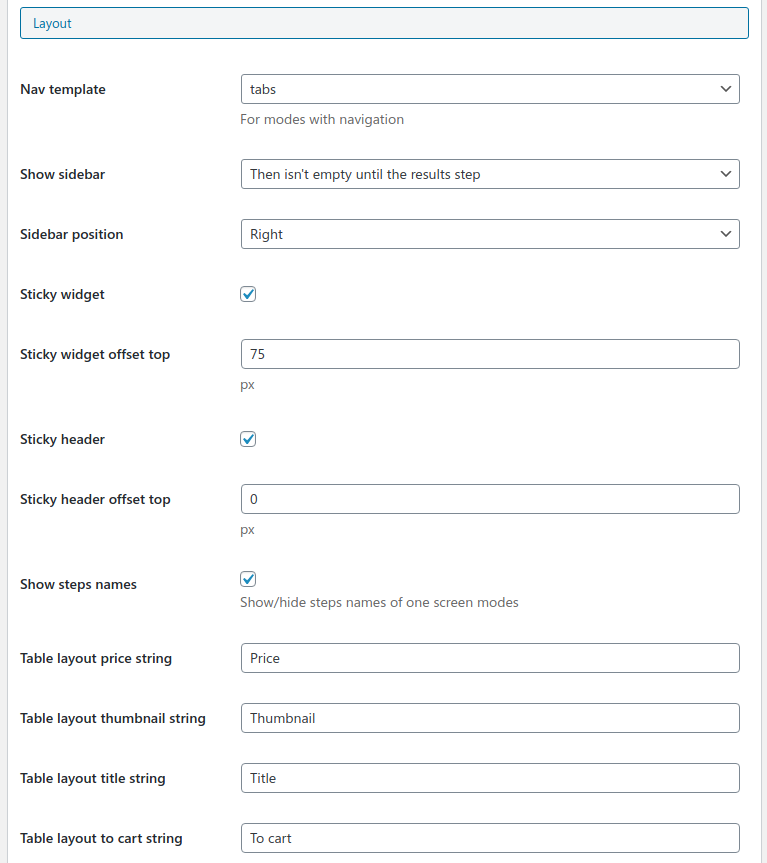 Layout
Nav template
tabs
For modes with navigation
Show sidebar
Then isn't empty until the results step
Sidebar position
Right
Sticky widget
Sticky widget offset top
75
px
Sticky header
Sticky header offset top
0
px
Show steps names
Show/hide steps names of one screen modes
Table layout price string
Price
Table layout thumbnail string
Thumbnail
Table layout title string
Title
Table layout to cart string
To cart